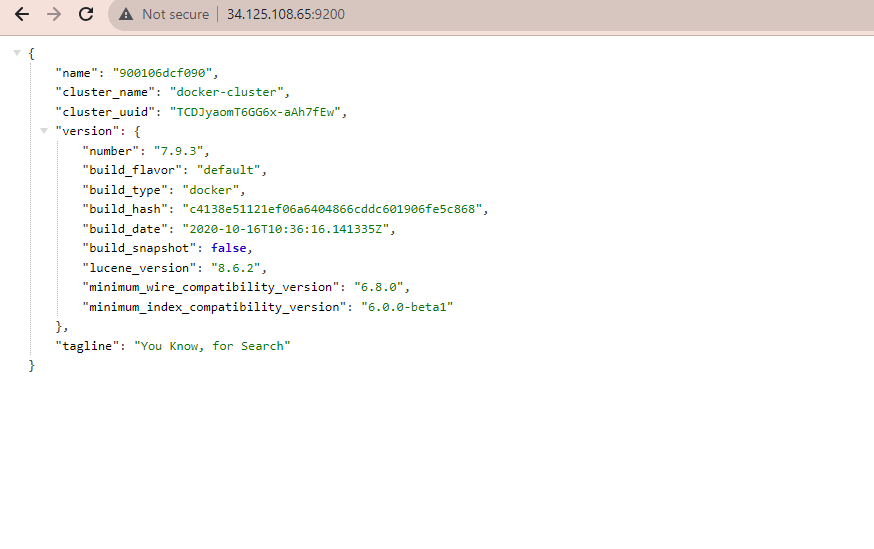 Not secure | 34.125.108.65:9200
{
"name": "900106dcf090",
"cluster_name": "docker-cluster",
"cluster_uuid": "TCDJyaomT6GG6x-aAh7fEw",
"version": {
"number": "7.9.3",
"build_flavor": "default",
"build_type": "docker",
"build_hash": "c4138e51121ef06a6404866cddc601906fe5c868",
"build_date": "2020-10-16T10:36:16.141335Z",
"build_snapshot": false,
"lucene_version": "8.6.2",
"minimum_wire_compatibility_version": "6.8.0",
"minimum_index_compatibility_version": "6.0.0-beta1"
},
"tagline": "You Know, for Search"
}